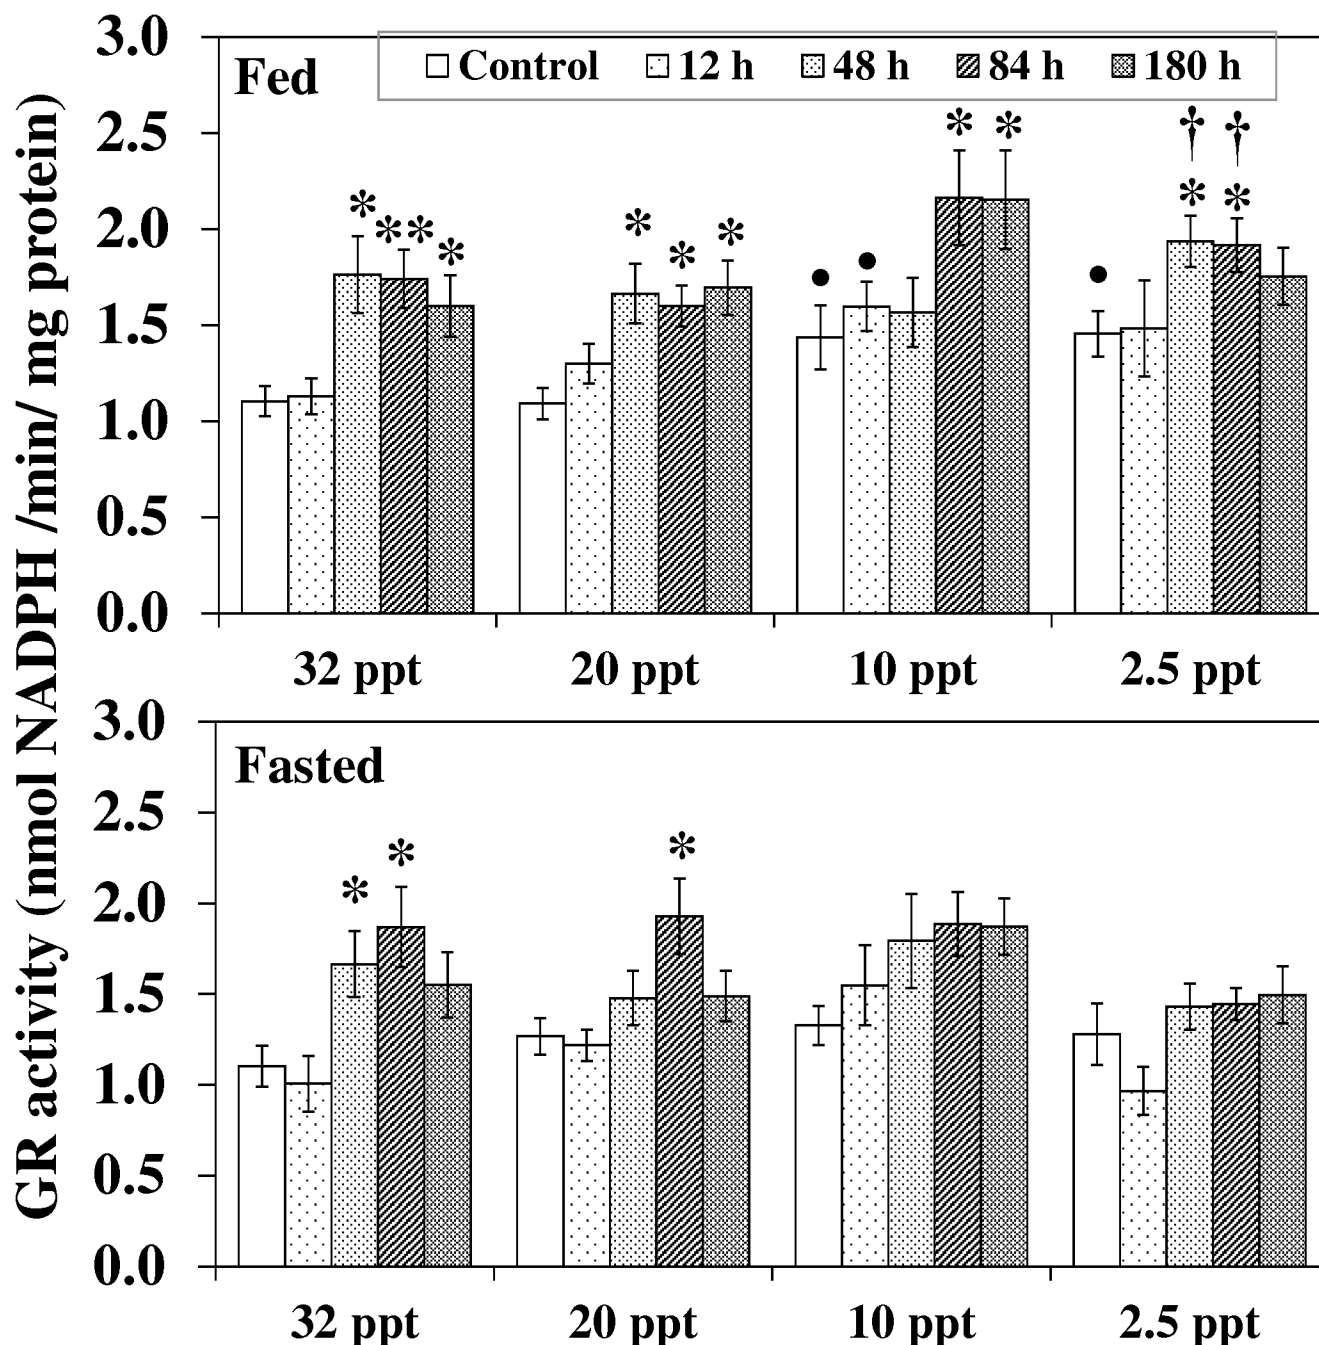 GR activity (nmol NADPH /min/ mg protein)
3.0
2.5
2.0
1.5
1.0
0.5
0.0
Fed
Control 12 h 48 h 84 h 180 h
* ** * * * * • • * * • † * † *
32 ppt 20 ppt 10 ppt 2.5 ppt
3.0
2.5
2.0
1.5
1.0
0.5
0.0
Fasted
* * *
32 ppt 20 ppt 10 ppt 2.5 ppt